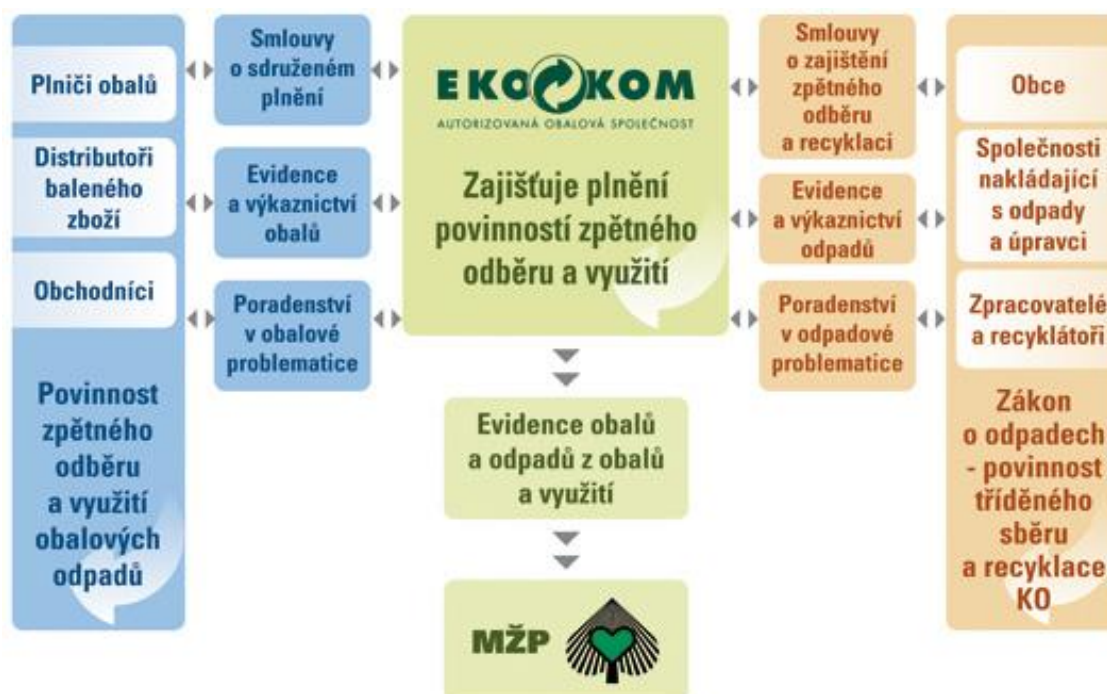 Plniči obalů
Distributoři
baleného
zboží
Obchodníci
Povinnost
zpětného
odběru
a využití
obalových
odpadů
Smlouvy
o sdruženém
plnění
Evidence
a výkaznictví
obalů
Poradenství
v obalové
problematice
EKO KOM
AUTORIZOVANÁ OBALOVÁ SPOLEČNOST
Zajišťuje plnění
povinností zpětného
odběru a využití
Evidence obalů
a odpadů z obalů
a využití
MŽP
Smlouvy
o zajištění
zpětného
odběru
a recyklaci
Evidence
a výkaznictví
odpadů
Poradenství
v odpadové
problematice
Obce
Společnosti
nakládající
s odpady
a úpravci
Zpracovatelé
a recyklátoři
Zákon
o odpadech
- povinnost
tříděného
sběru
a recyklace
KO